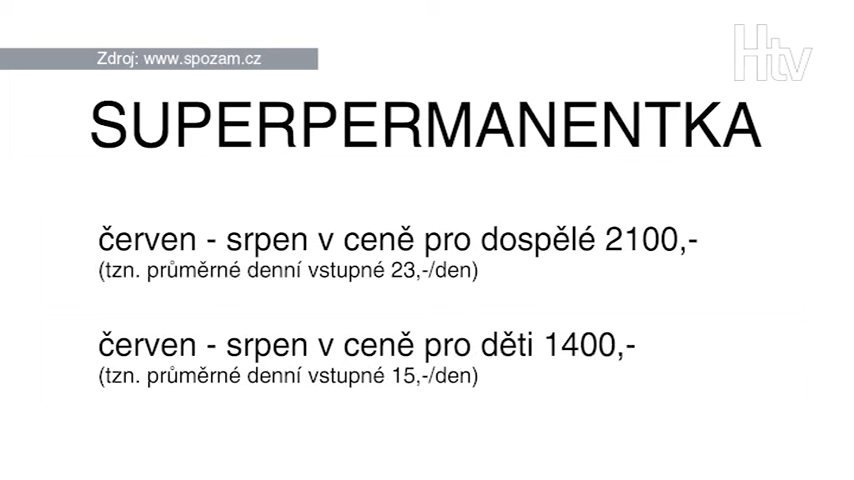 Zdroj: www.spozam.cz
Htv
SUPERPERMANENTKA
červen - srpen v ceně pro dospělé 2100,-
(tzn. průměrné denní vstupné 23,-/den)
červen - srpen v ceně pro děti 1400,-
(tzn. průměrné denní vstupné 15,-/den)